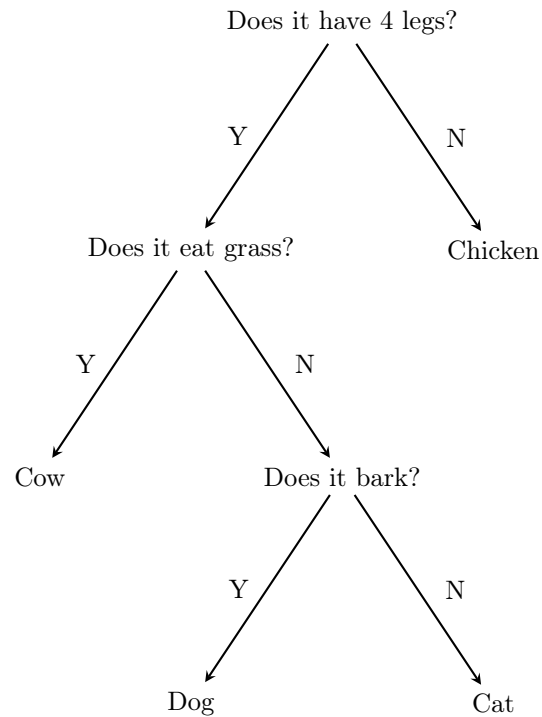 Does it have 4 legs?
Y
N
Does it eat grass?
Chicken
Y
N
Cow
Does it bark?
Y
N
Dog
Cat